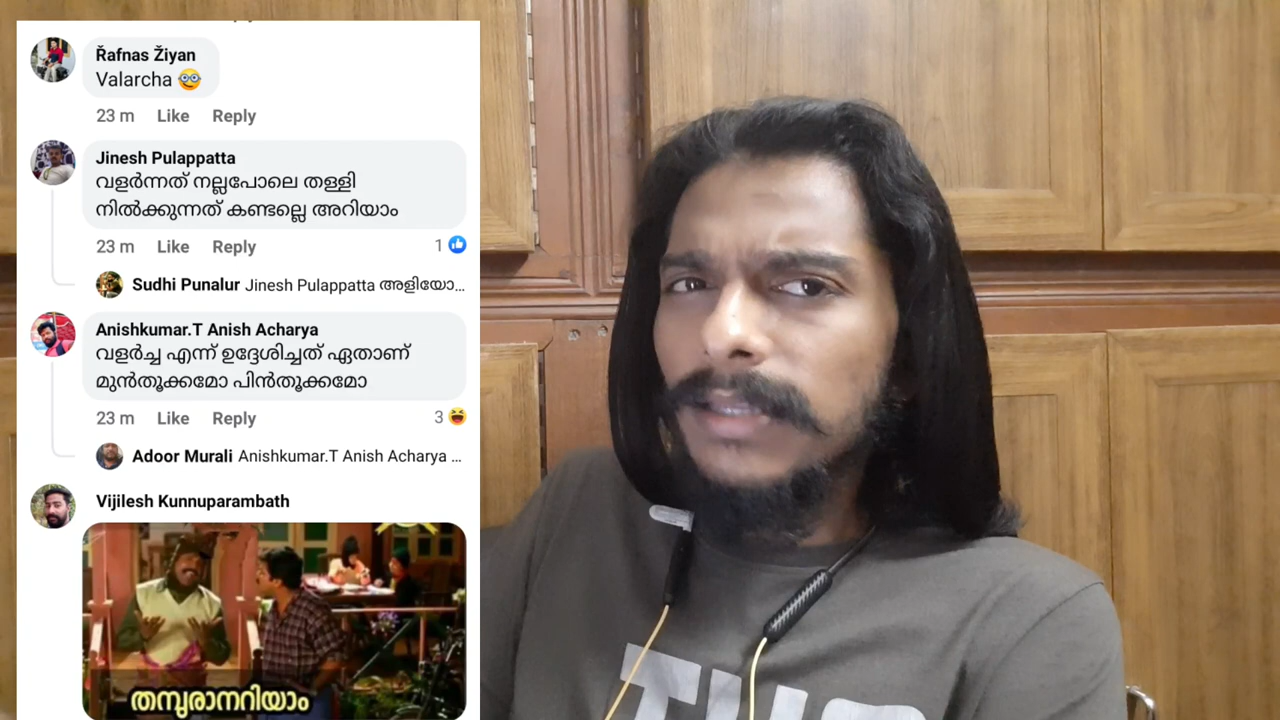 Řafnas Žiyan
Valarcha
23 m Like Reply
Jinesh Pulappatta
വളർന്നത് നല്ലപോലെ തള്ളി
നിൽക്കുന്നത് കണ്ടല്ലെ അറിയാം
23 m Like Reply 1
Sudhi Punalur Jinesh Pulappatta അളിയോ...
Anishkumar.T Anish Acharya
വളർച്ച എന്ന് ഉദ്ദേശിച്ചത് ഏതാണ്
മുൻതൂക്കമോ പിൻതൂക്കമോ
23 m Like Reply 3
Adoor Murali Anishkumar.T Anish Acharya ...
Vijilesh Kunnuparambath
തമ്പുരാനറിയാം